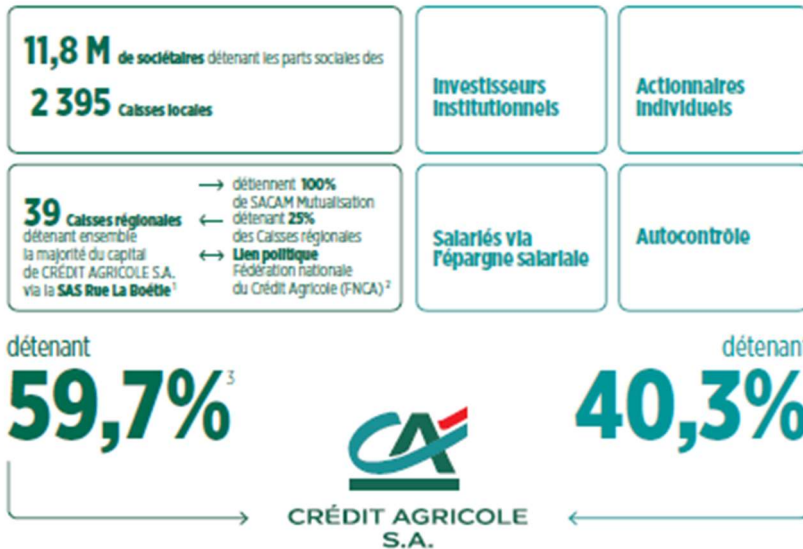 11,8 M de sociétaires détenant les parts sociales des
2 395 Caisses locales
Investisseurs
Institutionnels
Actionnaires
Individuels
39 Caisses régionales
détenant ensemble
la majorité du capital
de CRÉDIT AGRICOLE S.A.
via la SAS Rue La Boétie¹
→ détiennent 100%
de SACAM Mutualisation
← détenant 25%
des Caisses régionales
↔ Lien politique
Fédération nationale
du Crédit Agricole (FNCA)²
Salariés via
l'épargne salariale
Autocontrôle
détenant
59,7%³
détenant
40,3%
CRÉDIT AGRICOLE
S.A.